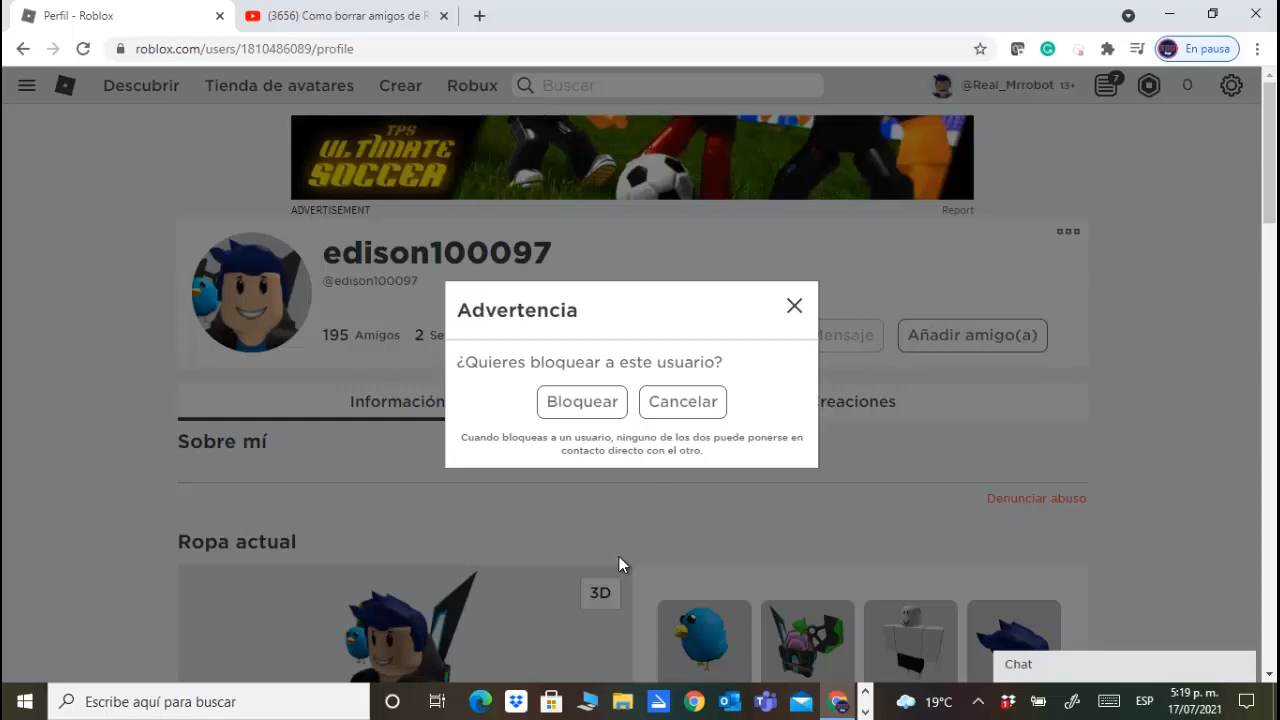 Perfil - Roblox
(3656) Como borrar amigos de R
roblox.com/users/1810486089/profile
En pausa
Descubrir
Tienda de avatares
Crear
Robux
Buscar
@Real_Mrrobot 13+
7
0
TPS
ULTIMATE
SOCCER
ADVERTISEMENT
Report
edison100097
@edison100097
195 Amigos
2 Se
Mensaje
Añadir amigo(a)
Advertencia
¿Quieres bloquear a este usuario?
Bloquear
Cancelar
Cuando bloqueas a un usuario, ninguno de los dos puede ponerse en
contacto directo con el otro.
Información
Creaciones
Sobre mí
Denunciar abuso
Ropa actual
3D
Chat
Escribe aquí para buscar
19°C
ESP
5:19 p. m.
17/07/2021